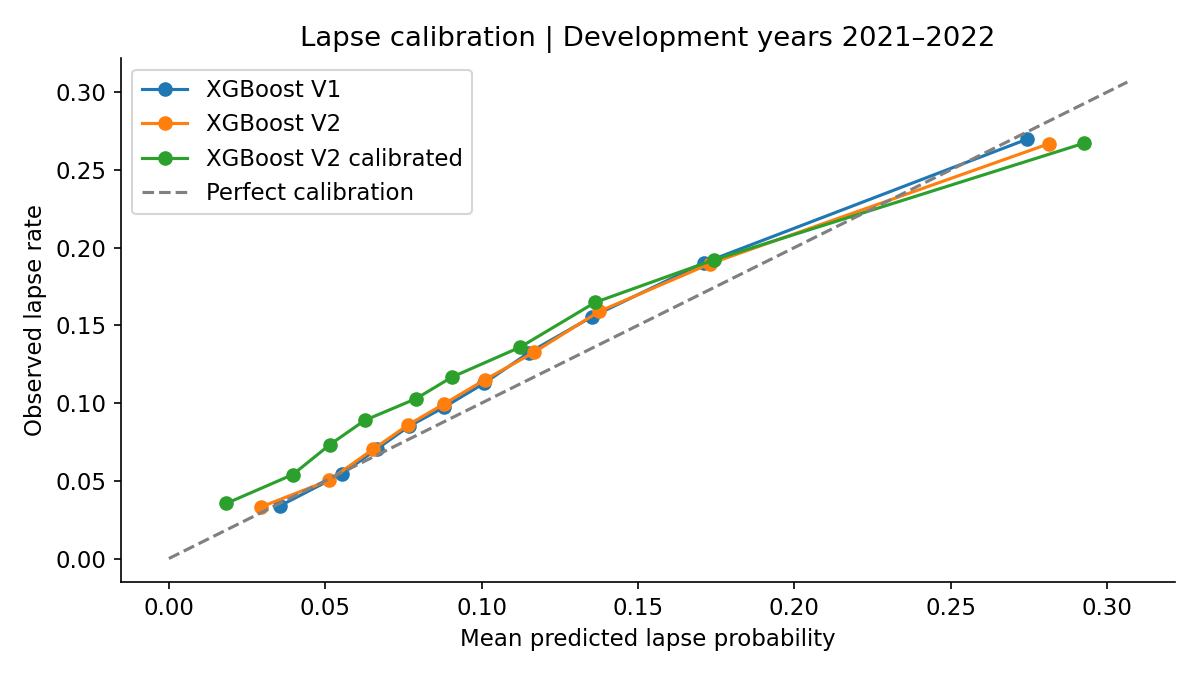 Lapse calibration | Development years 2021–2022
XGBoost V1
XGBoost V2
XGBoost V2 calibrated
Perfect calibration
Observed lapse rate
0.30
0.25
0.20
0.15
0.10
0.05
0.00
0.00 0.05 0.10 0.15 0.20 0.25 0.30
Mean predicted lapse probability